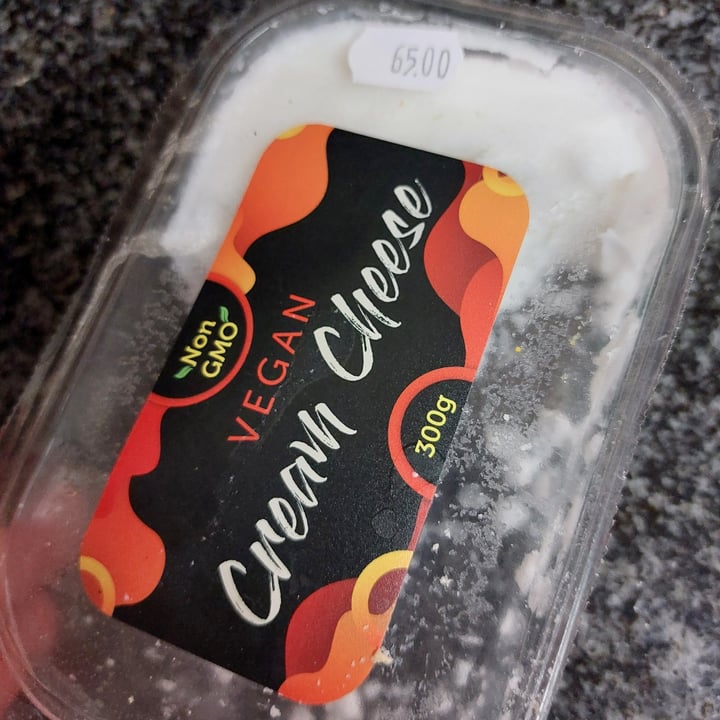 65.00
Non
GMO
VEGAN
Cream Cheese
300g